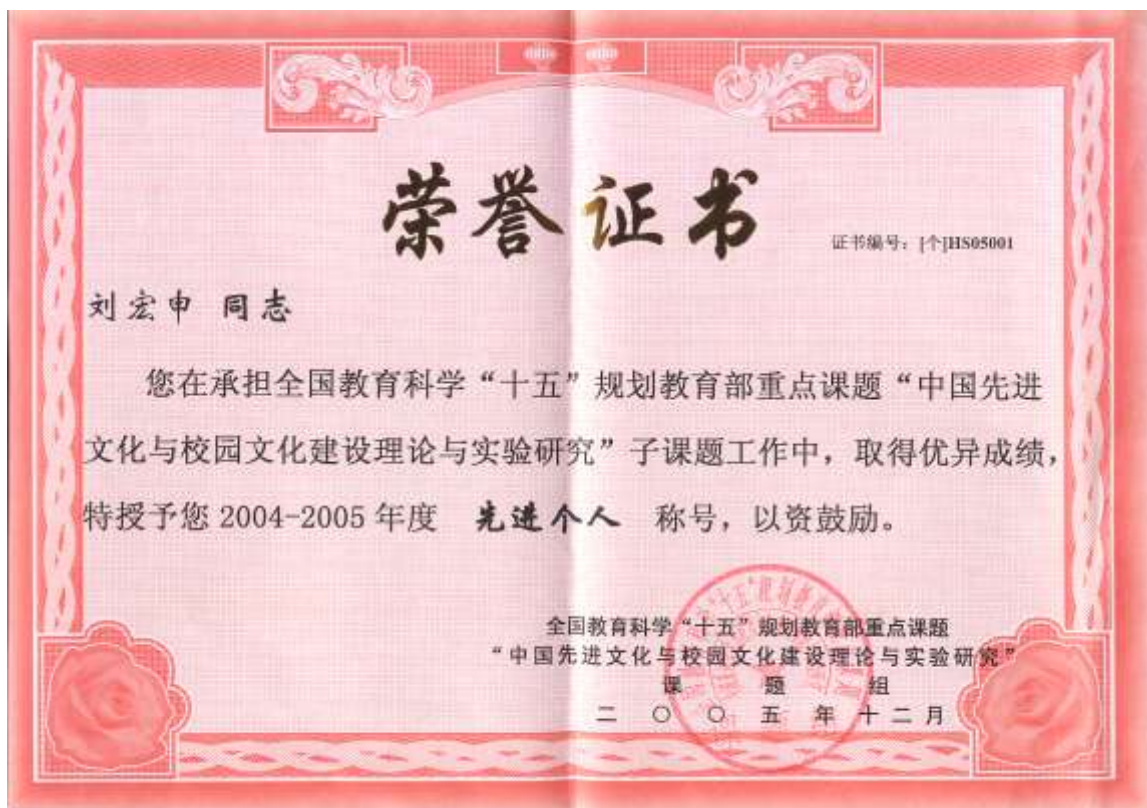 荣誉证书
证书编号：[个]HS05001
刘宏申 同志
您在承担全国教育科学“十五”规划教育部重点课题“中国先进
文化与校园文化建设理论与实验研究”子课题工作中，取得优异成绩，
特授予您 2004-2005 年度 先进个人 称号，以资鼓励。
全国教育科学“十五”规划教育部重点课题
“中国先进文化与校园文化建设理论与实验研究”
课题组
二〇〇五年十二月